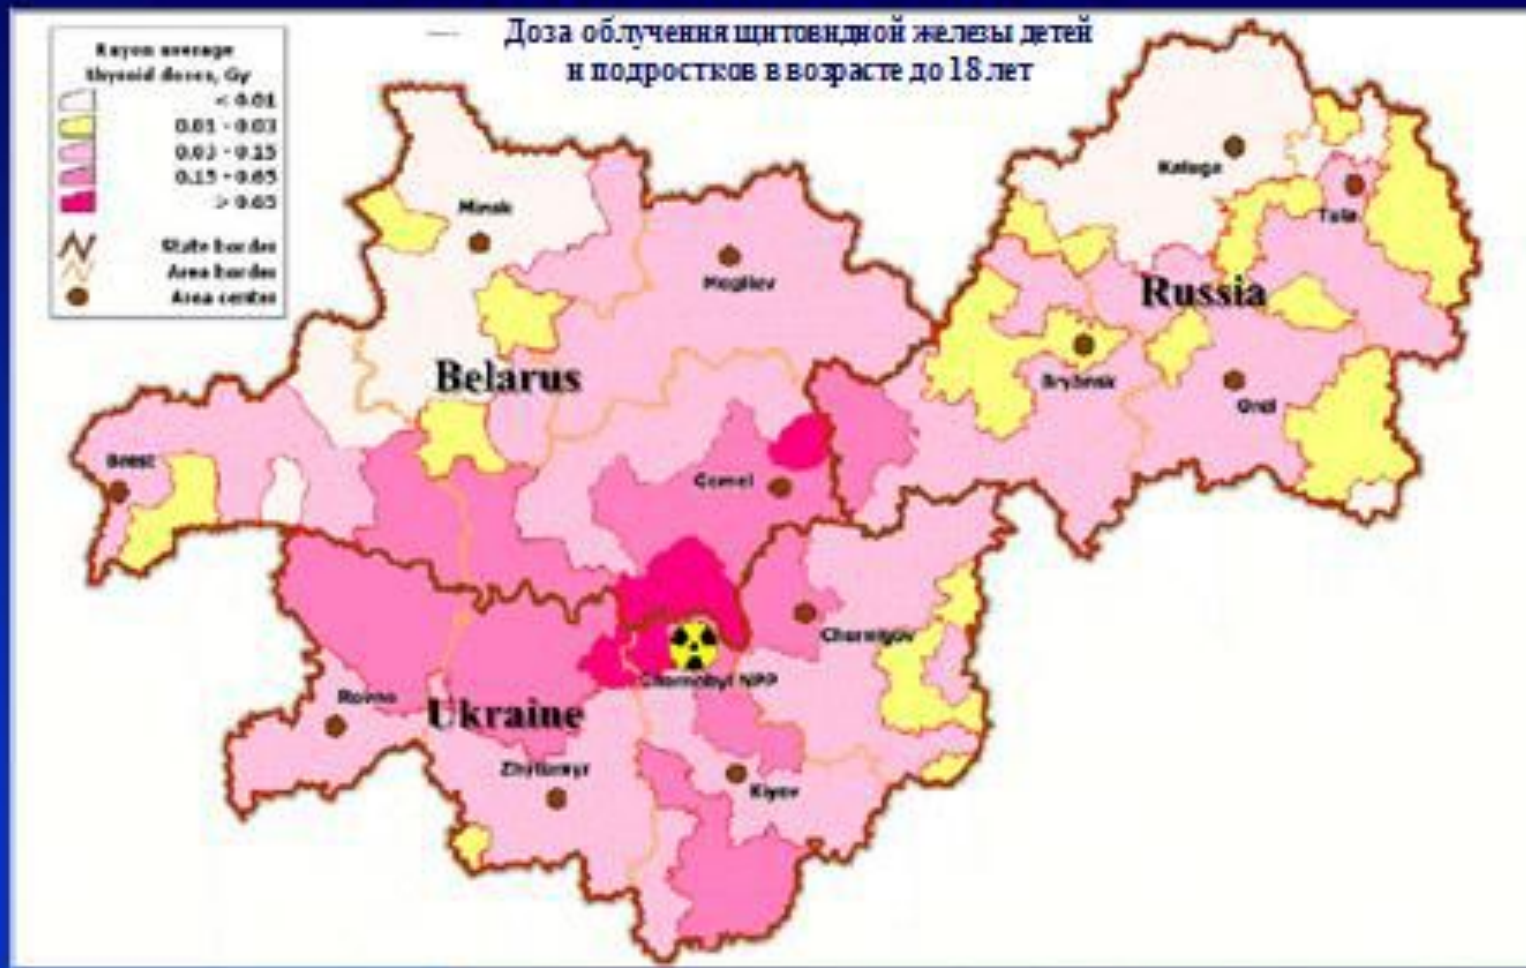 Доза облучения щитовидной железы детей
и подростков в возрасте до 18 лет
Rayon average
thyroid doses, Gy
< 0.01
0.01 - 0.03
0.03 - 0.15
0.15 - 0.65
> 0.65
State border
Area border
Area center
Kaluga
Tula
Minsk
Mogilev
Russia
Bryansk
Orel
Belarus
Brest
Gomel
Chernigov
Chornobyl NPP
Rovno
Ukraine
Zhytomyr
Kiyev